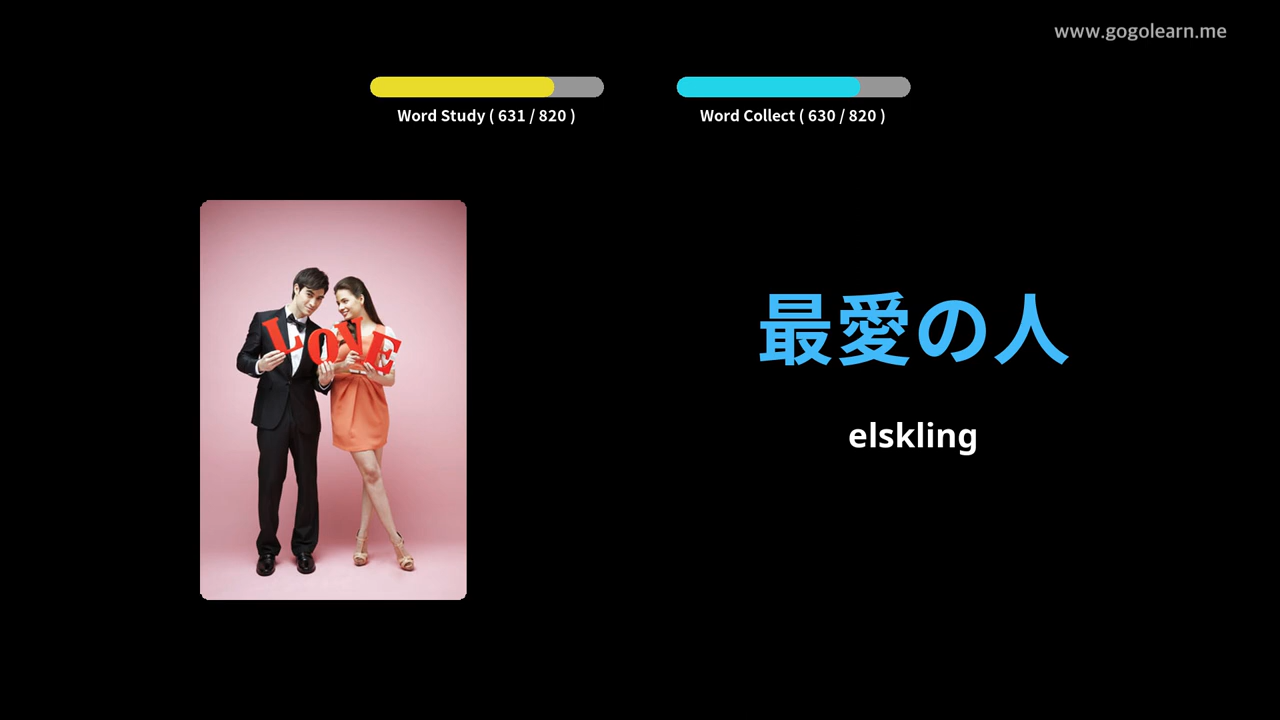 www.gogolearn.me
Word Study ( 631 / 820 )
Word Collect ( 630 / 820 )
LOVE
最愛の人
elskling